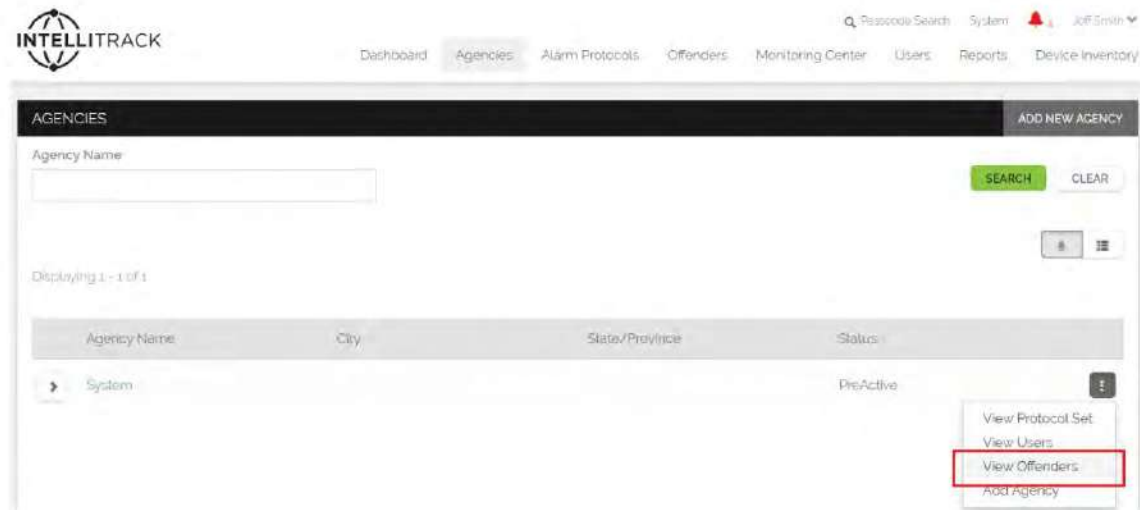 INTELLITRACK
Passcode Search System 1 Joff Smith
Dashboard Agencies Alarm Protocols Offenders Monitoring Center Users Reports Device Inventory
AGENCIES ADD NEW AGENCY
Agency Name
SEARCH CLEAR
Displaying 1 - 1 of 1
Agency Name City State/Province Status
System PreActive
View Protocol Set
View Users
View Offenders
Add Agency